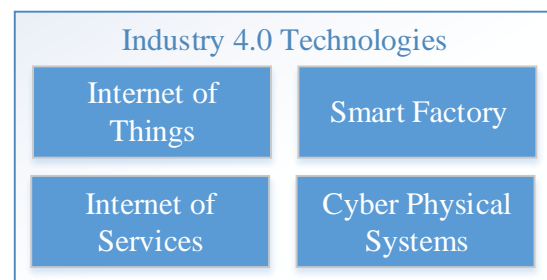 Industry 4.0 Technologies
Internet of
Things
Smart Factory
Internet of
Services
Cyber Physical
Systems